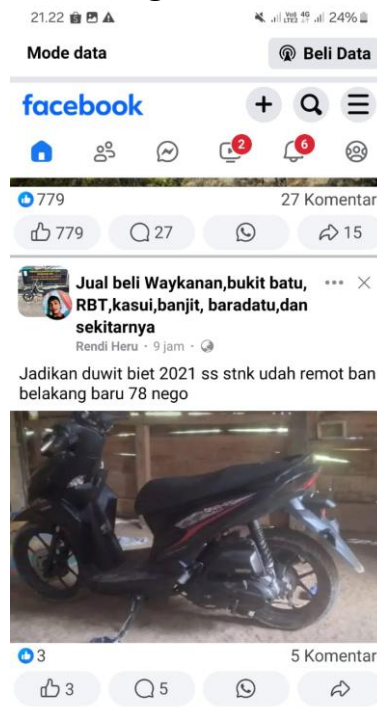 21.22
4G
24%
Mode data
Beli Data
facebook
2
6
779
27 Komentar
779
27
15
Jual beli Waykanan,bukit batu,
RBT,kasui,banjit, baradatu,dan
sekitarnya
Rendi Heru · 9 jam ·
Jadikan duwit biet 2021 ss stnk udah remot ban
belakang baru 78 nego
3
5 Komentar
3
5